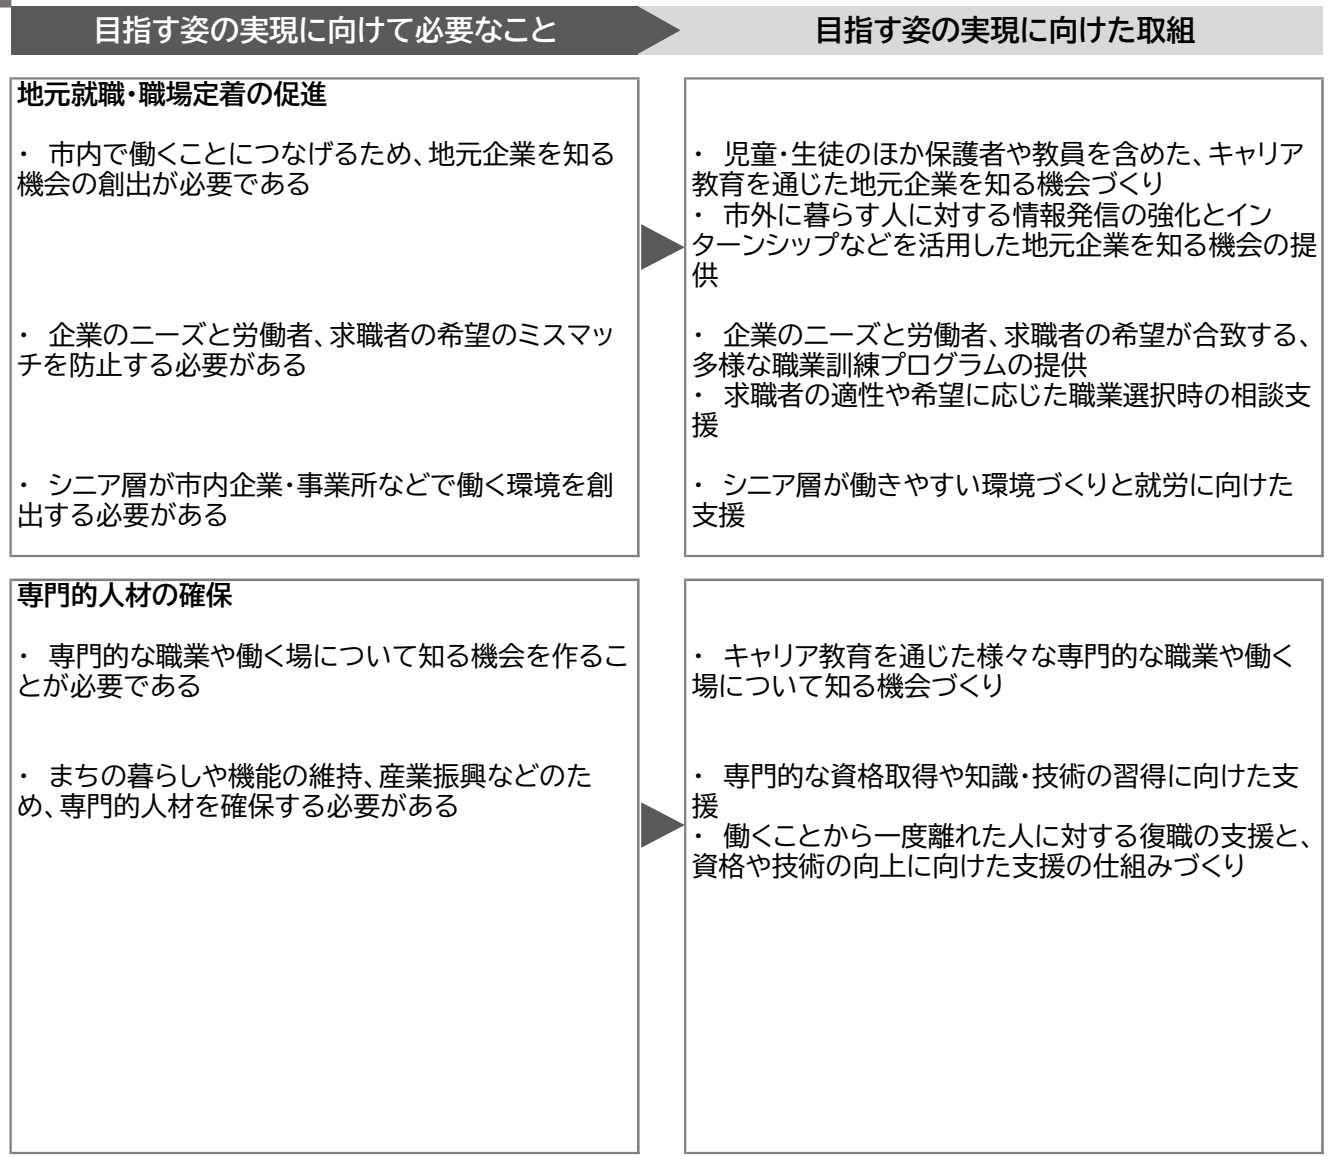 目指す姿の実現に向けて必要なこと
目指す姿の実現に向けた取組
地元就職・職場定着の促進
・ 市内で働くことにつなげるため、地元企業を知る
機会の創出が必要である
・ 企業のニーズと労働者、求職者の希望のミスマッ
チを防止する必要がある
・ シニア層が市内企業・事業所などで働く環境を創
出する必要がある
・ 児童・生徒のほか保護者や教員を含めた、キャリア
教育を通じた地元企業を知る機会づくり
・ 市外に暮らす人に対する情報発信の強化とイン
ターンシップなどを活用した地元企業を知る機会の提
供
・ 企業のニーズと労働者、求職者の希望が合致する、
多様な職業訓練プログラムの提供
・ 求職者の適性や希望に応じた職業選択時の相談支
援
・ シニア層が働きやすい環境づくりと就労に向けた
支援
専門的人材の確保
・ 専門的な職業や働く場について知る機会を作るこ
とが必要である
・ まちの暮らしや機能の維持、産業振興などのた
め、専門的人材を確保する必要がある
・ キャリア教育を通じた様々な専門的な職業や働く
場について知る機会づくり
・ 専門的な資格取得や知識・技術の習得に向けた支
援
・ 働くことから一度離れた人に対する復職の支援と、
資格や技術の向上に向けた支援の仕組みづくり